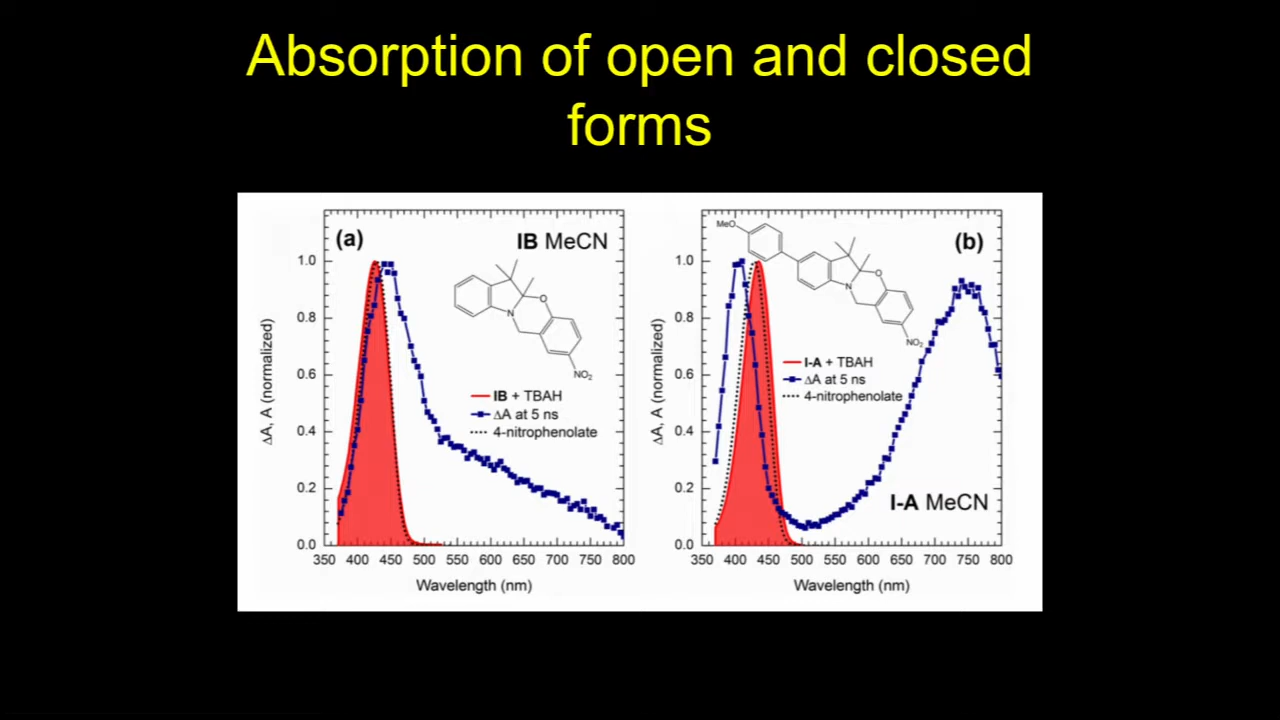 Absorption of open and closed
forms
(a)
IB MeCN
N
O
NO2
IB + TBAH
ΔA at 5 ns
4-nitrophenolate
1.0
0.8
0.6
0.4
0.2
0.0
ΔA, A (normalized)
350 400 450 500 550 600 650 700 750 800
Wavelength (nm)
(b)
MeO
N
O
NO2
I-A + TBAH
ΔA at 5 ns
4-nitrophenolate
I-A MeCN
1.0
0.8
0.6
0.4
0.2
0.0
ΔA, A (normalized)
350 400 450 500 550 600 650 700 750 800
Wavelength (nm)